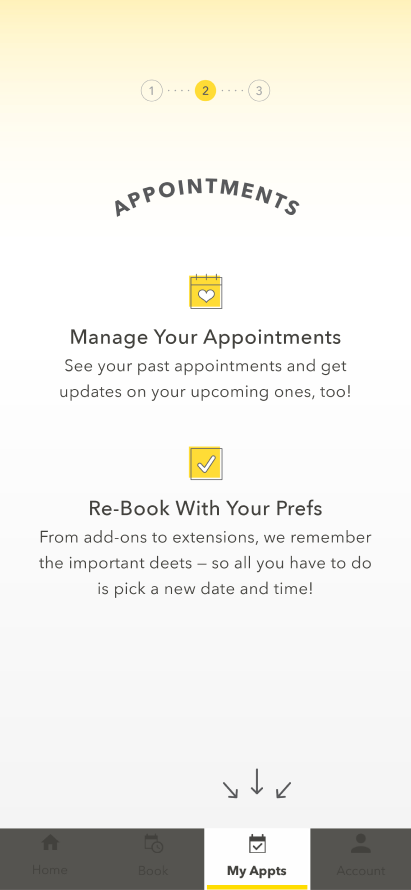 1 .... 2 .... 3
APPOINTMENTS
Manage Your Appointments
See your past appointments and get
updates on your upcoming ones, too!
Re-Book With Your Prefs
From add-ons to extensions, we remember
the important deets – so all you have to do
is pick a new date and time!
Home Book My Appts Account